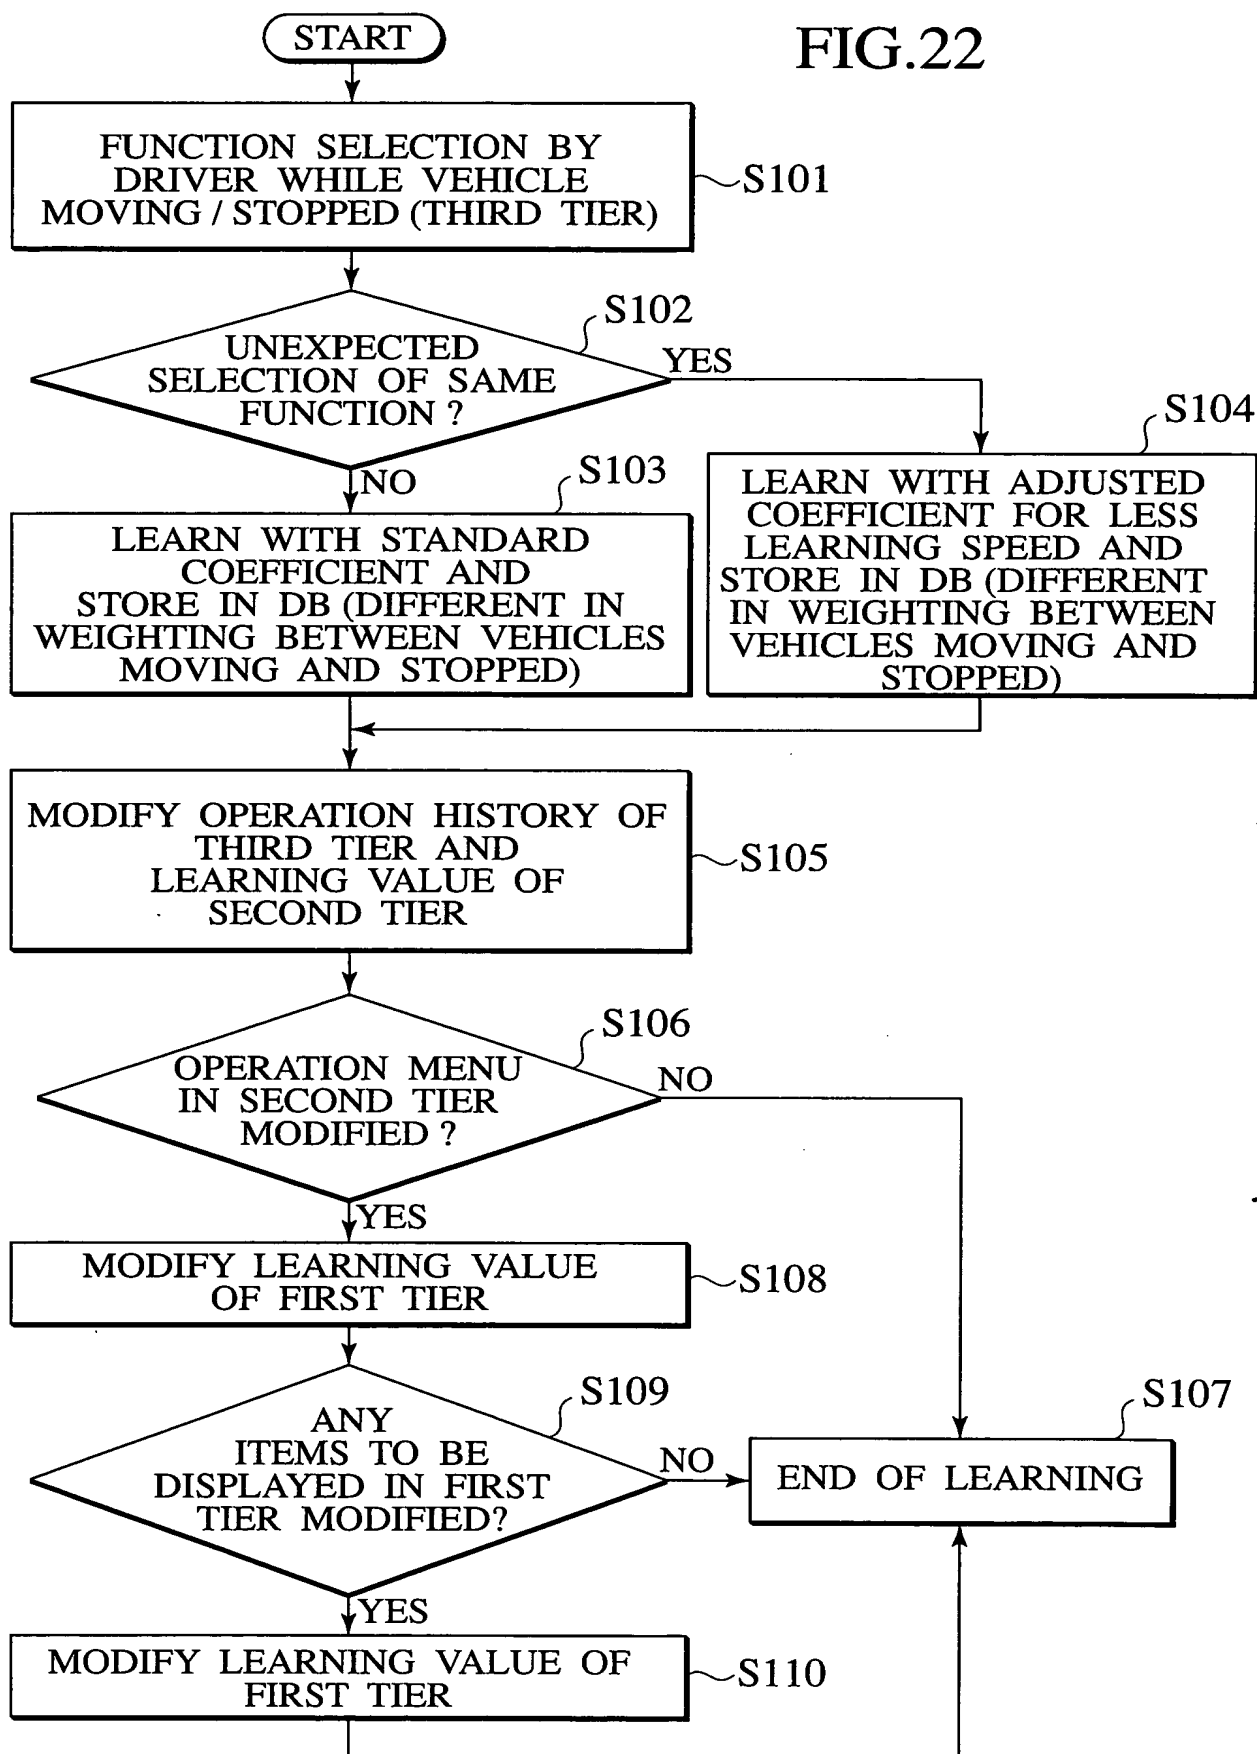 START
FIG.22
FUNCTION SELECTION BY
DRIVER WHILE VEHICLE
MOVING / STOPPED (THIRD TIER)
S101
S102
UNEXPECTED
SELECTION OF SAME
FUNCTION ?
YES
NO
S103
LEARN WITH STANDARD
COEFFICIENT AND
STORE IN DB (DIFFERENT IN
WEIGHTING BETWEEN VEHICLES
MOVING AND STOPPED)
S104
LEARN WITH ADJUSTED
COEFFICIENT FOR LESS
LEARNING SPEED AND
STORE IN DB (DIFFERENT
IN WEIGHTING BETWEEN
VEHICLES MOVING AND
STOPPED)
MODIFY OPERATION HISTORY OF
THIRD TIER AND
LEARNING VALUE OF
SECOND TIER
S105
S106
OPERATION MENU
IN SECOND TIER
MODIFIED ?
NO
YES
MODIFY LEARNING VALUE
OF FIRST TIER
S108
S109
ANY
ITEMS TO BE
DISPLAYED IN FIRST
TIER MODIFIED?
NO
S107
END OF LEARNING
YES
MODIFY LEARNING VALUE OF
FIRST TIER
S110